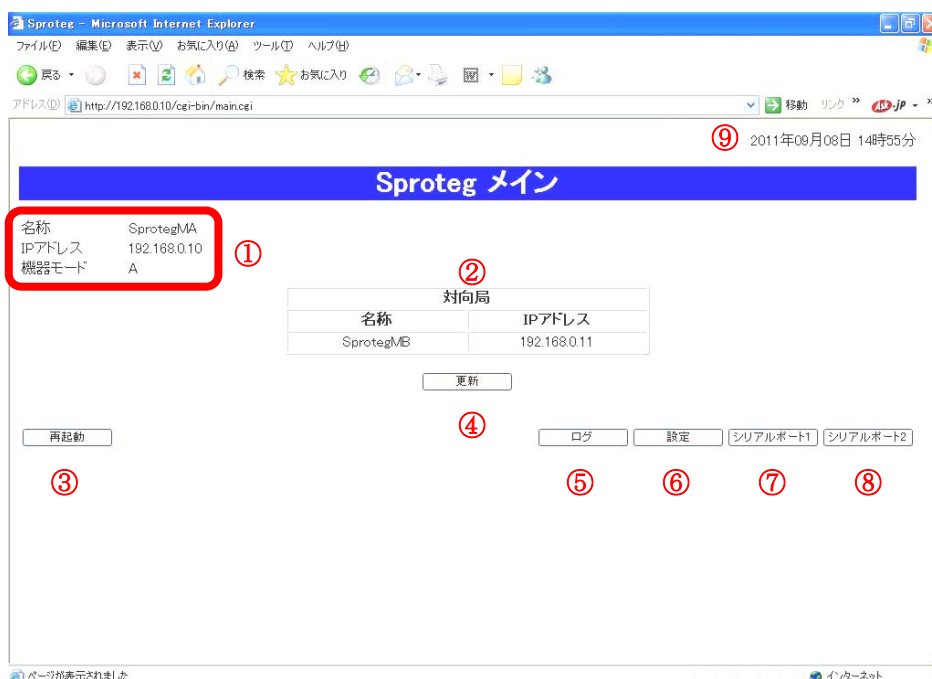 Sproteg - Microsoft Internet Explorer
ファイル(F) 編集(E) 表示(V) お気に入り(A) ツール(T) ヘルプ(H)
戻る 検索 お気に入り
アドレス(D) http://192.168.0.10/cgi-bin/main.cgi 移動 リンク »
⑨ 2011年09月08日 14時55分
Sproteg メイン
名称 SprotegMA
IPアドレス 192.168.0.10
機器モード A
①
②
対向局
名称 IPアドレス
SprotegMB 192.168.0.11
更新
④
再起動 ログ 設定 シリアルポート1 シリアルポート2
③ ⑤ ⑥ ⑦ ⑧
ページが表示されました インターネット